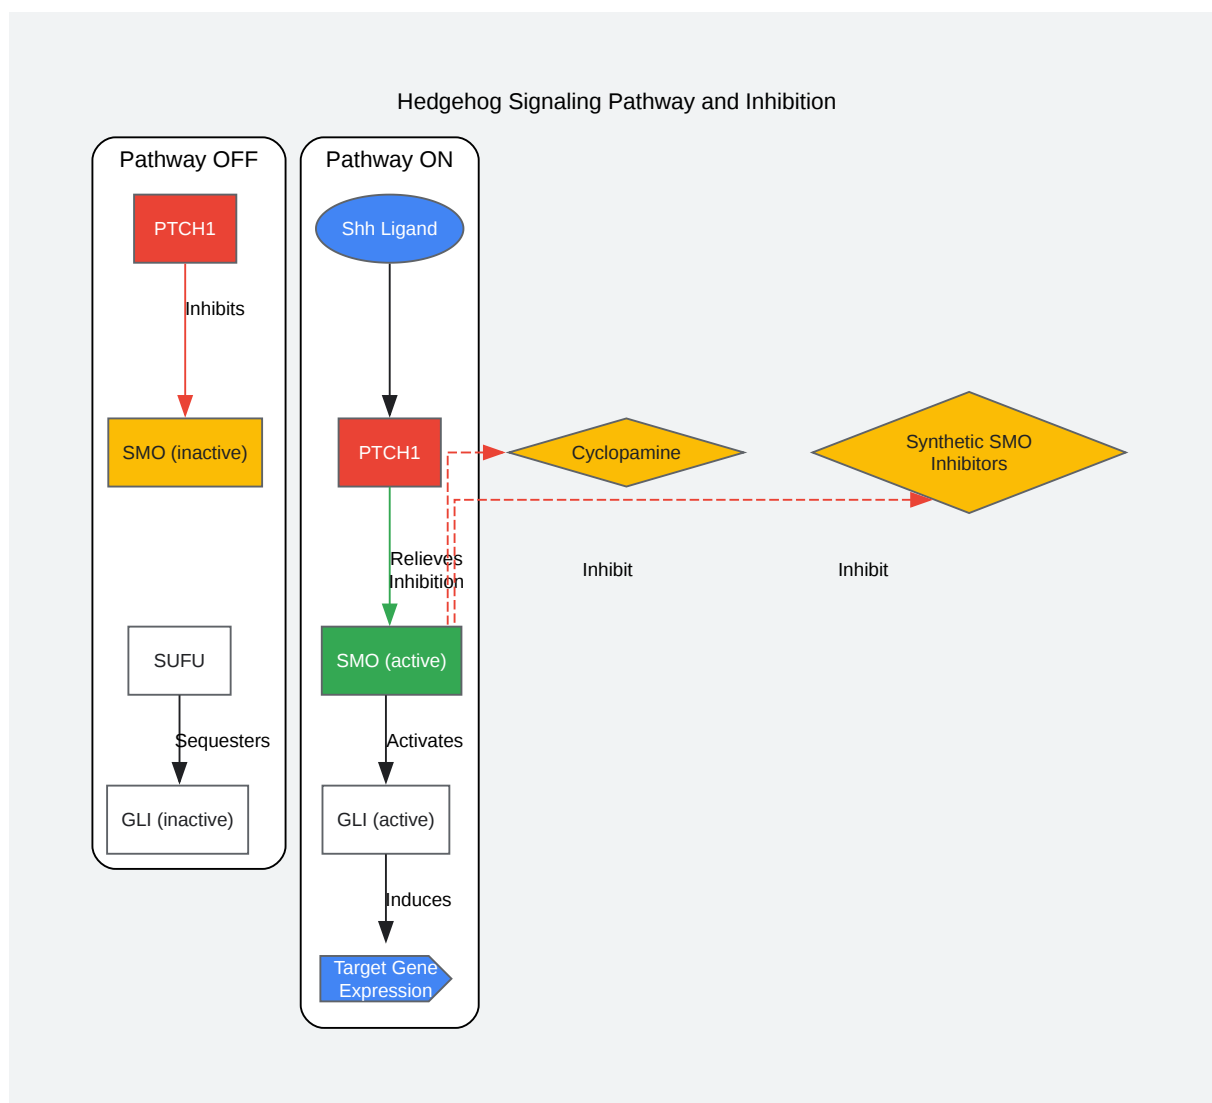 Hedgehog Signaling Pathway and Inhibition
Pathway OFF
PTCH1
Inhibits
SMO (inactive)
SUFU
Sequesters
GLI (inactive)
Pathway ON
Shh Ligand
PTCH1
Relieves
Inhibition
SMO (active)
Activates
GLI (active)
Induces
Target Gene
Expression
Cyclopamine
Inhibit
Synthetic SMO
Inhibitors
Inhibit